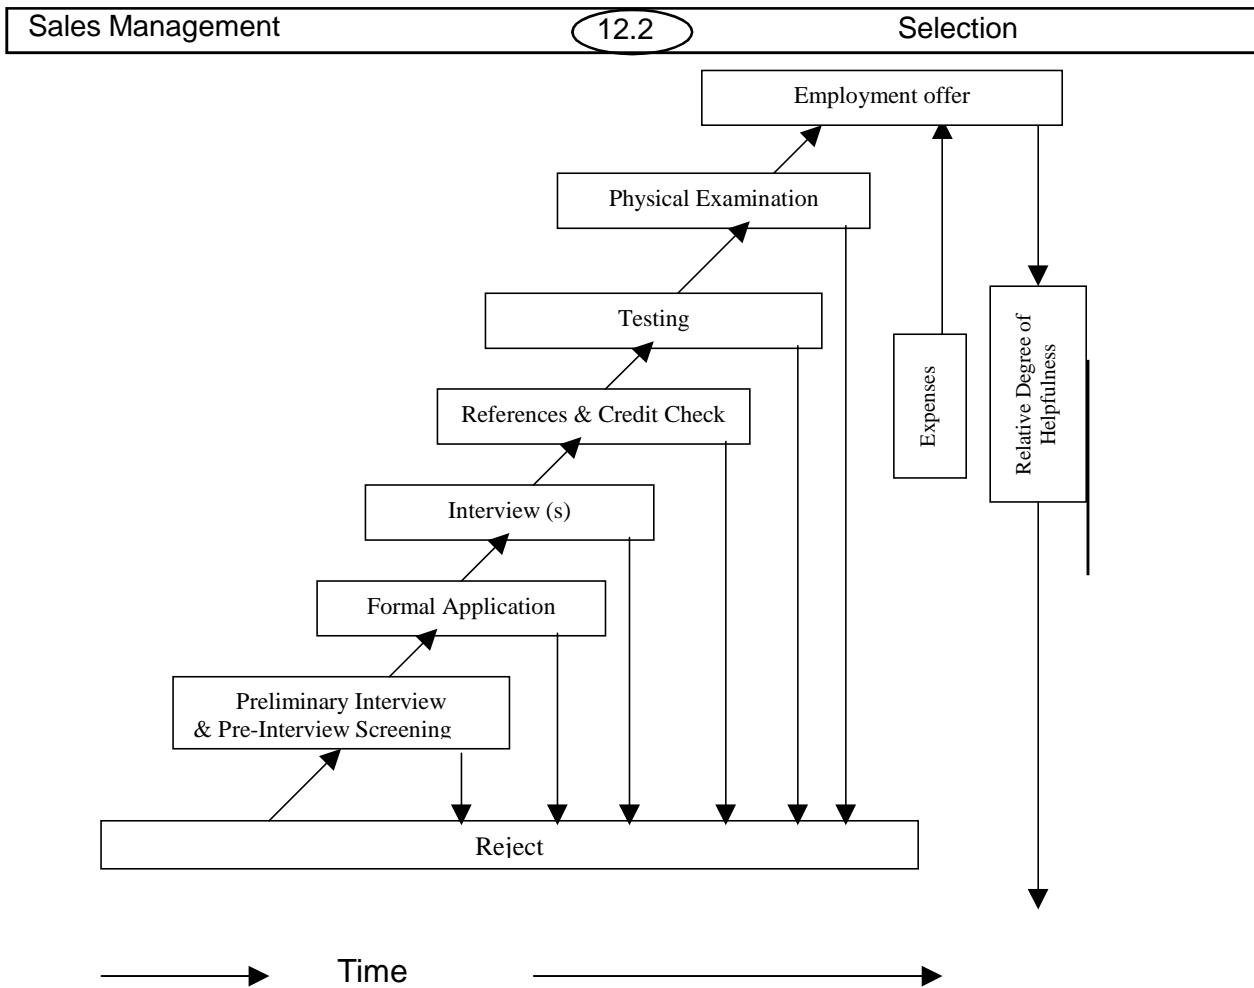 Sales Management 12.2 Selection
Employment offer
Physical Examination
Testing
References & Credit Check
Expenses
Relative Degree of
Helpfulness
Interview (s)
Formal Application
Preliminary Interview
& Pre-Interview Screening
Reject
Time